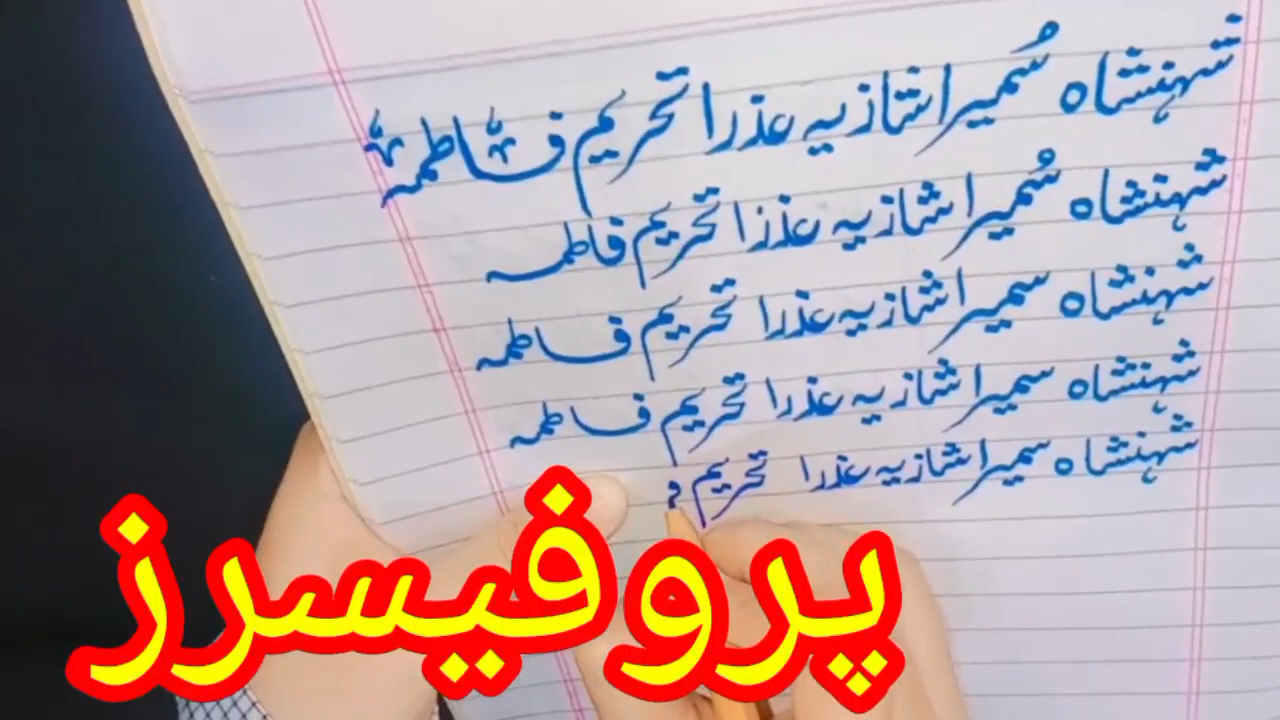 شہنشاہ سُمیرا شازیہ عذرا تحریم فاطمہ
شہنشاہ سُمیرا شازیہ عذرا تحریم فاطمہ
شہنشاہ سمیرا شازیہ عذرا تحریم فاطمہ
شہنشاہ سمیرا شازیہ عذرا تحریم فاطمہ
شہنشاہ سمیرا شازیہ عذرا تحریم
پروفیسرز